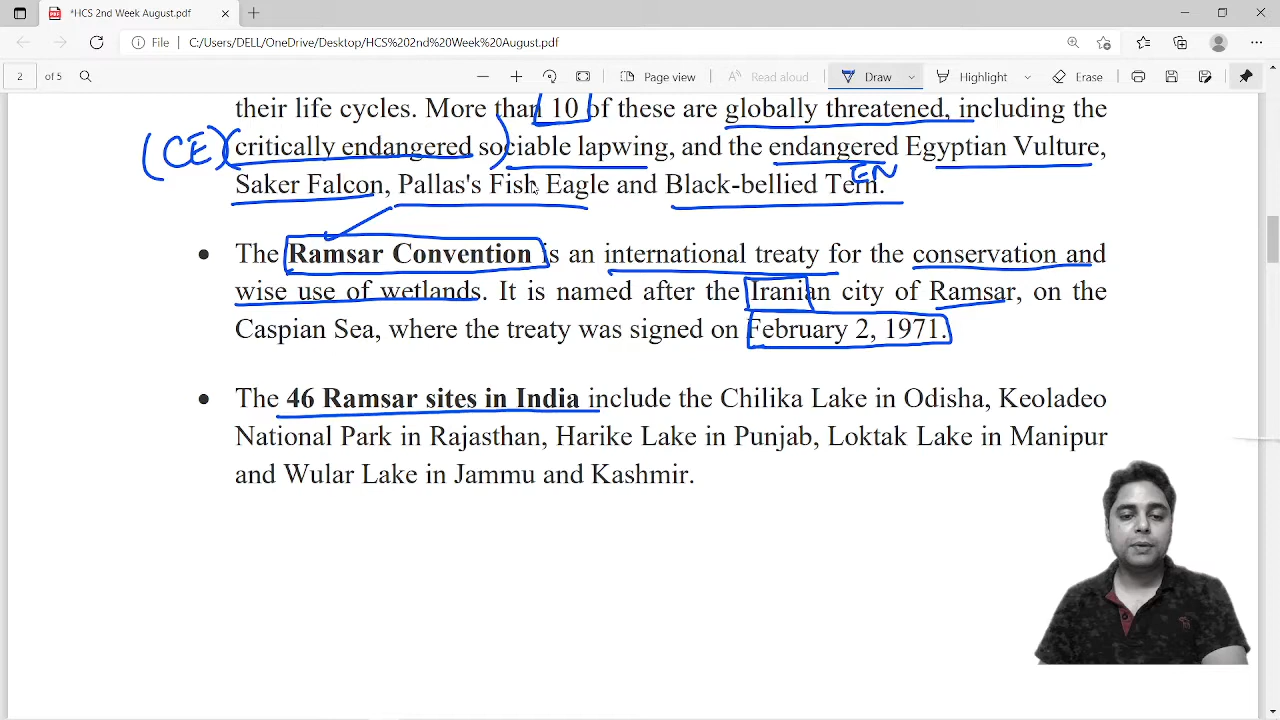 *HCS 2nd Week August.pdf
File C:/Users/DELL/OneDrive/Desktop/HCS%202nd%20Week%20August.pdf
2 of 5 Page view Read aloud Draw Highlight Erase
their life cycles. More than 10 of these are globally threatened, including the
(CE) critically endangered sociable lapwing, and the endangered Egyptian Vulture,
EN
Saker Falcon, Pallas's Fish Eagle and Black-bellied Tern.
• The Ramsar Convention is an international treaty for the conservation and
wise use of wetlands. It is named after the Iranian city of Ramsar, on the
Caspian Sea, where the treaty was signed on February 2, 1971.
• The 46 Ramsar sites in India include the Chilika Lake in Odisha, Keoladeo
National Park in Rajasthan, Harike Lake in Punjab, Loktak Lake in Manipur
and Wular Lake in Jammu and Kashmir.